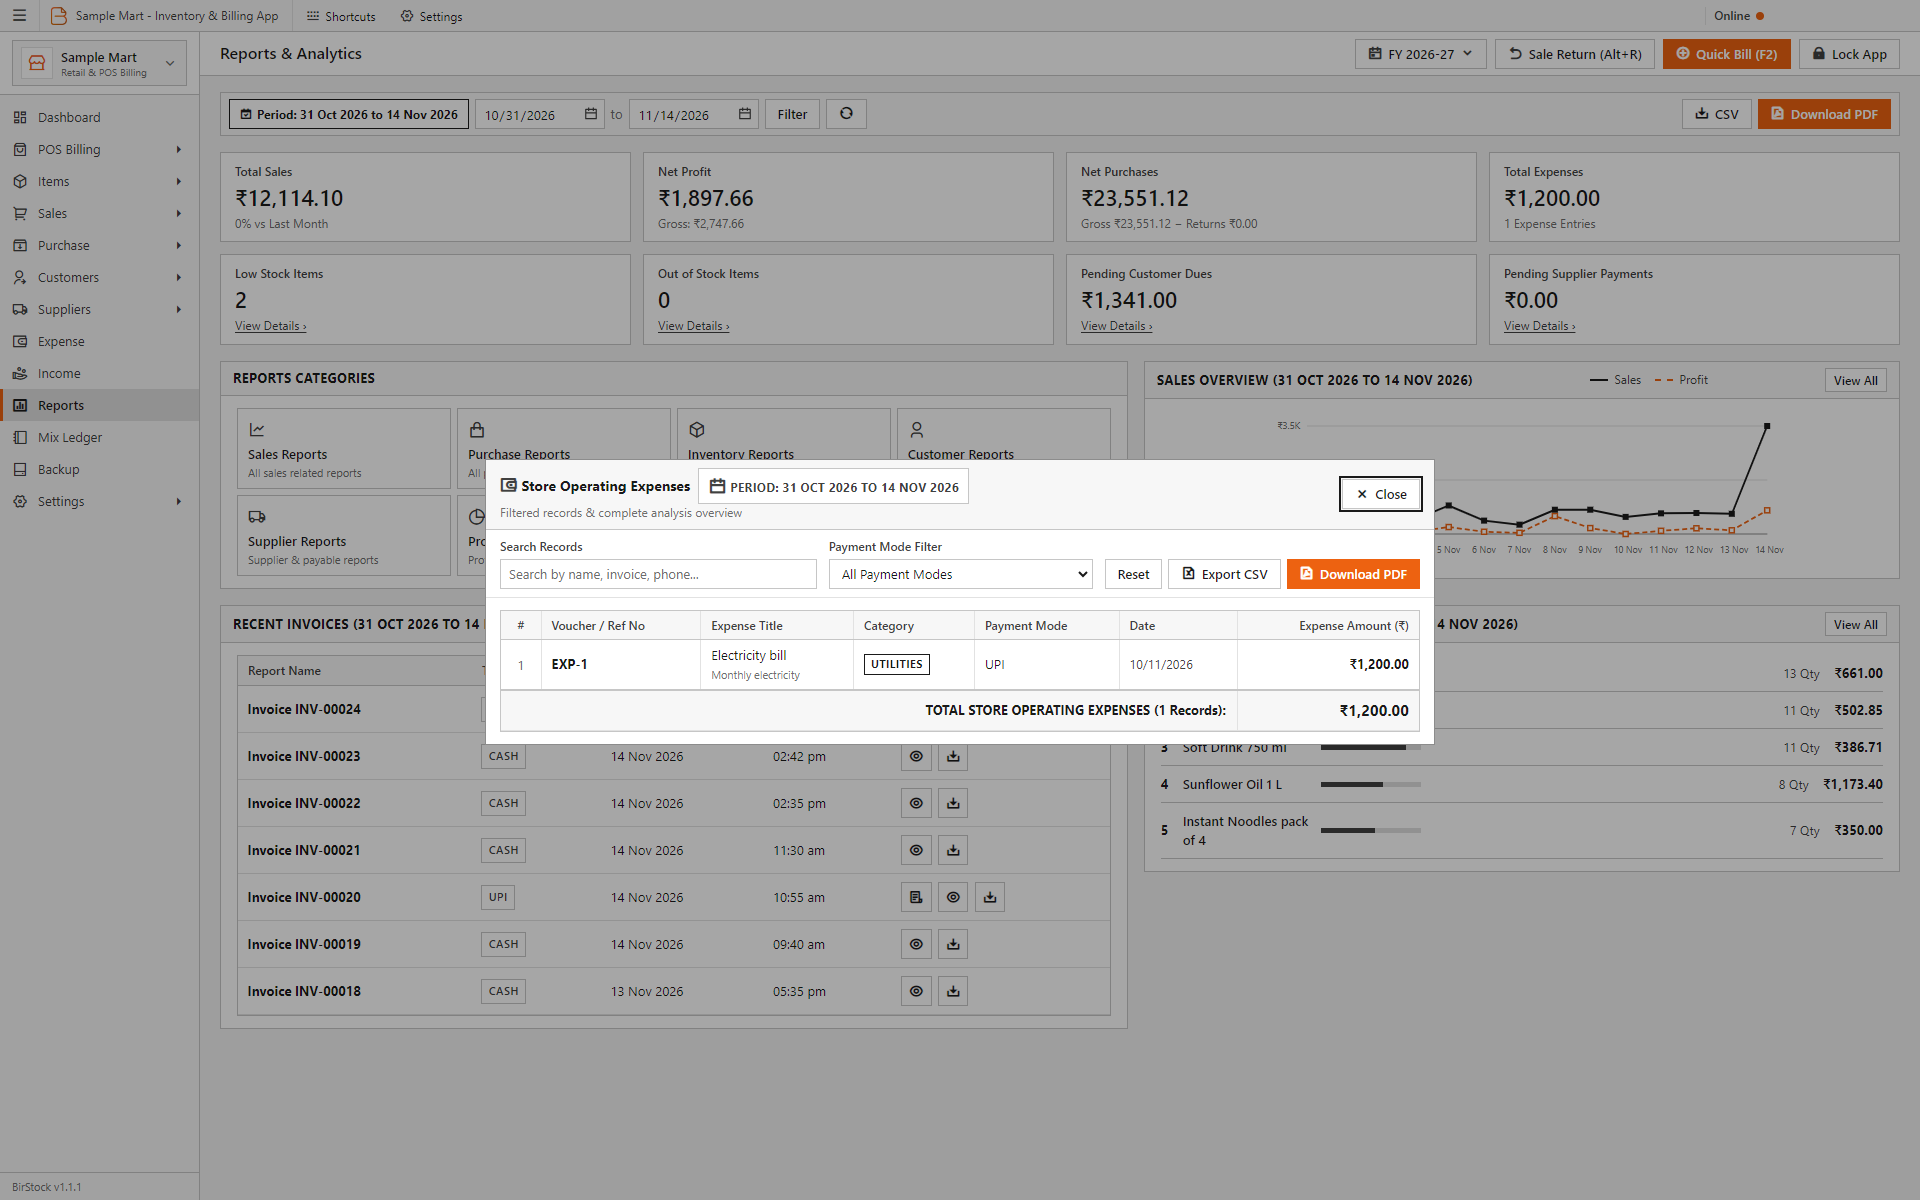 Sample Mart - Inventory & Billing App
Shortcuts
Settings
Online
Sample Mart
Retail & POS Billing
Reports & Analytics
FY 2026-27
Sale Return (Alt+R)
Quick Bill (F2)
Lock App
Dashboard
POS Billing
Items
Sales
Purchase
Customers
Suppliers
Expense
Income
Reports
Mix Ledger
Backup
Settings
BirStock v1.1.1
Period: 31 Oct 2026 to 14 Nov 2026
10/31/2026
to
11/14/2026
Filter
CSV
Download PDF
Total Sales
₹12,114.10
0% vs Last Month
Net Profit
₹1,897.66
Gross: ₹2,747.66
Net Purchases
₹23,551.12
Gross ₹23,551.12 − Returns ₹0.00
Total Expenses
₹1,200.00
1 Expense Entries
Low Stock Items
2
View Details ›
Out of Stock Items
0
View Details ›
Pending Customer Dues
₹1,341.00
View Details ›
Pending Supplier Payments
₹0.00
View Details ›
REPORTS CATEGORIES
Sales Reports
All sales related reports
Purchase Reports
All
Inventory Reports
Customer Reports
Supplier Reports
Supplier & payable reports
SALES OVERVIEW (31 OCT 2026 TO 14 NOV 2026)
Sales
Profit
View All
₹3.5K
5 Nov 6 Nov 7 Nov 8 Nov 9 Nov 10 Nov 11 Nov 12 Nov 13 Nov 14 Nov
Store Operating Expenses
PERIOD: 31 OCT 2026 TO 14 NOV 2026
Filtered records & complete analysis overview
Close
Search Records
Search by name, invoice, phone...
Payment Mode Filter
All Payment Modes
Reset
Export CSV
Download PDF
# Voucher / Ref No Expense Title Category Payment Mode Date Expense Amount (₹)
1 EXP-1 Electricity bill UTILITIES UPI 10/11/2026 ₹1,200.00
Monthly electricity
TOTAL STORE OPERATING EXPENSES (1 Records): ₹1,200.00
RECENT INVOICES (31 OCT 2026 TO 14
Report Name
Invoice INV-00024
Invoice INV-00023 CASH 14 Nov 2026 02:42 pm
Invoice INV-00022 CASH 14 Nov 2026 02:35 pm
Invoice INV-00021 CASH 14 Nov 2026 11:30 am
Invoice INV-00020 UPI 14 Nov 2026 10:55 am
Invoice INV-00019 CASH 14 Nov 2026 09:40 am
Invoice INV-00018 CASH 13 Nov 2026 05:35 pm
4 NOV 2026)
View All
13 Qty ₹661.00
11 Qty ₹502.85
3 Soft Drink 750 ml 11 Qty ₹386.71
4 Sunflower Oil 1 L 8 Qty ₹1,173.40
5 Instant Noodles pack of 4 7 Qty ₹350.00